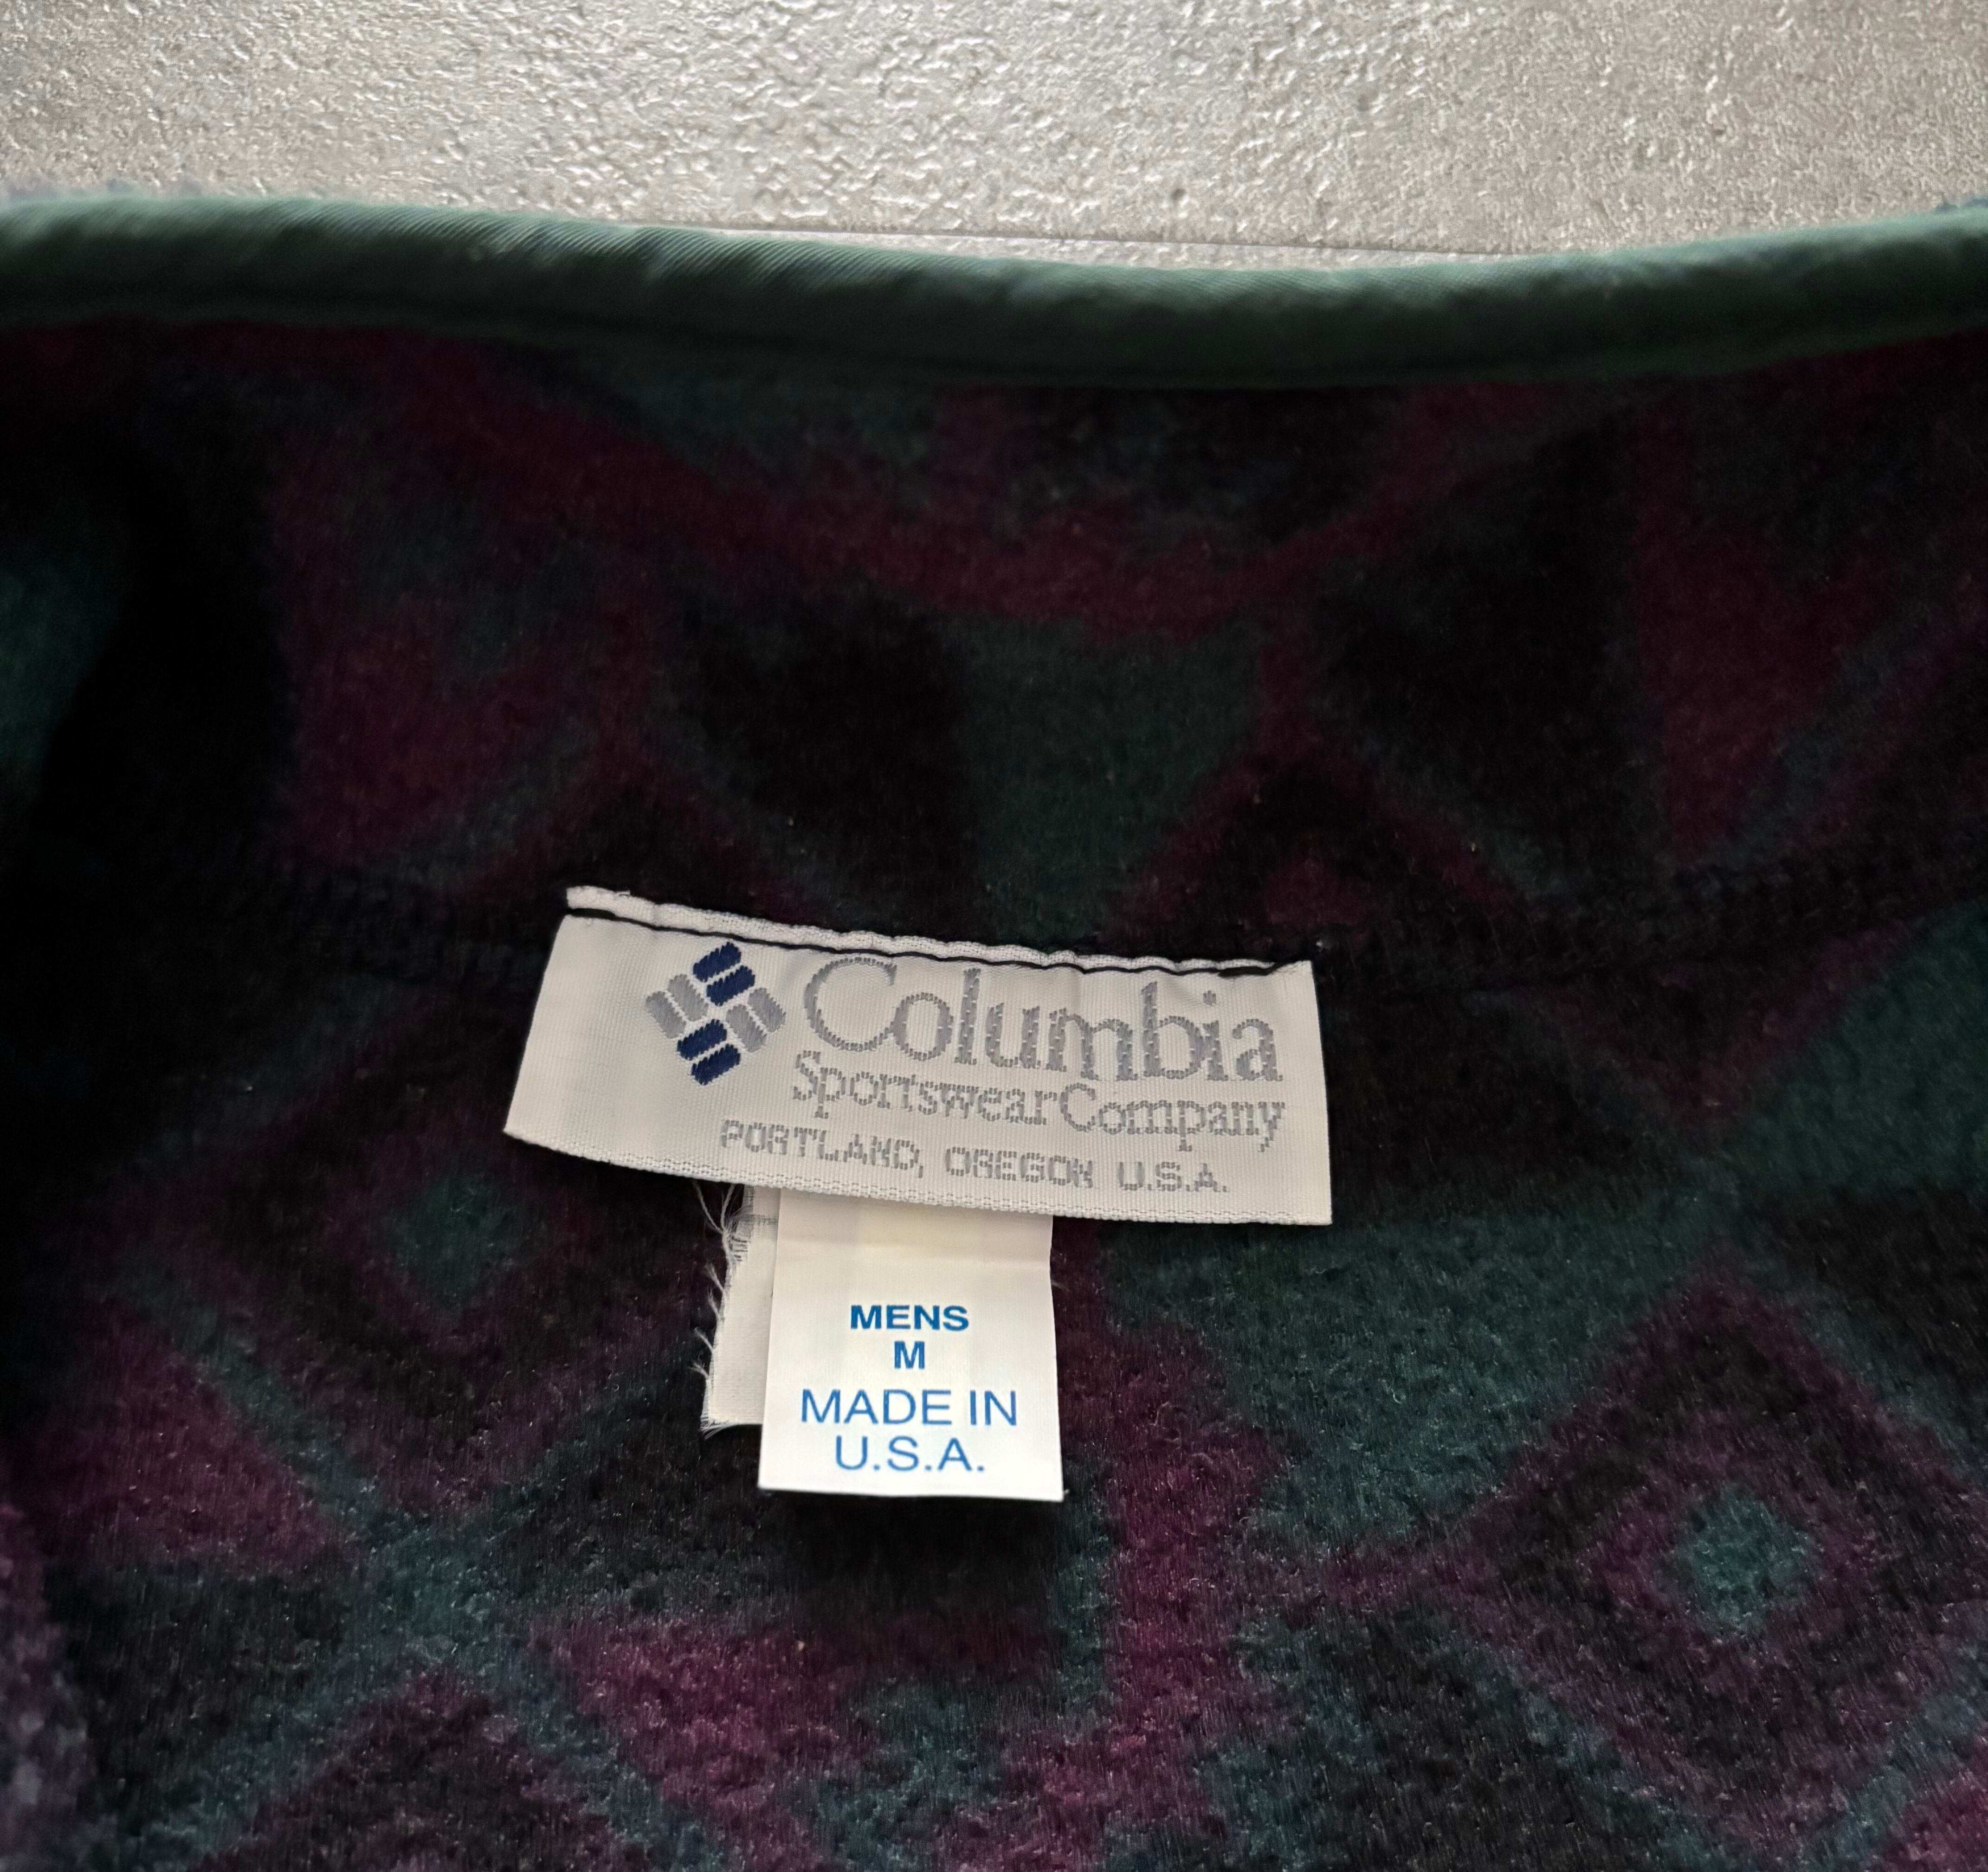 Columbia
Sportswear Company
PORTLAND, OREGON U.S.A.
MENS
M
MADE IN
U.S.A.